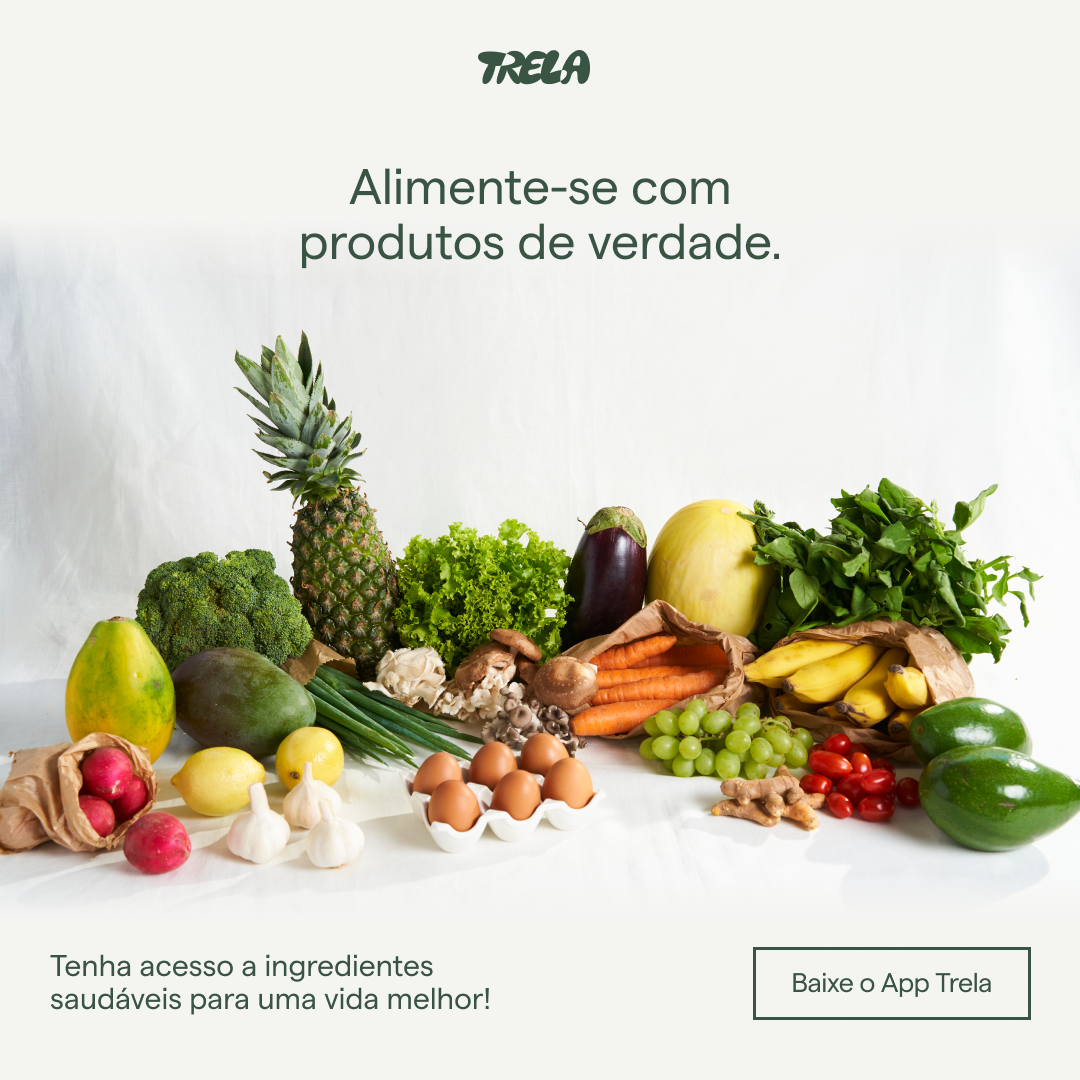 TRELA
Alimente-se com
produtos de verdade.
Tenha acesso a ingredientes
saudáveis para uma vida melhor!
Baixe o App Trela